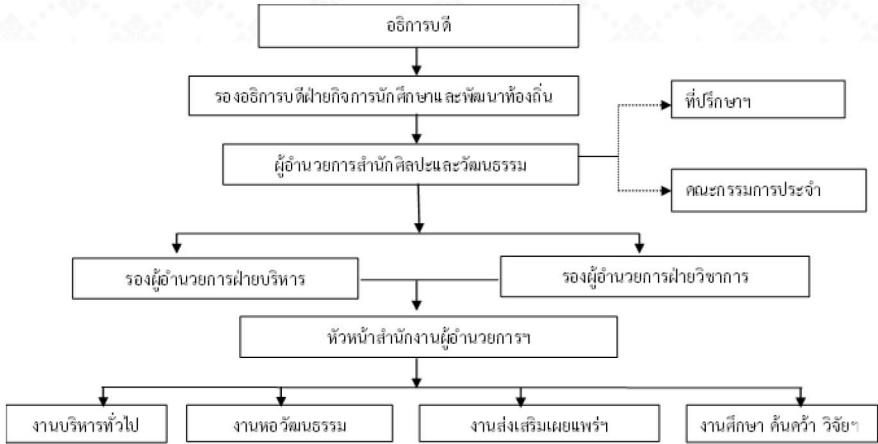 อธิการบดี
รองอธิการบดีฝ่ายกิจการนักศึกษาและพัฒนาท้องถิ่น
ที่ปรึกษาฯ
ผู้อำนวยการสำนักศิลปะและวัฒนธรรม
คณะกรรมการประจำ
รองผู้อำนวยการฝ่ายบริหาร
รองผู้อำนวยการฝ่ายวิชาการ
หัวหน้าสำนักงานผู้อำนวยการฯ
งานบริหารทั่วไป
งานหอวัฒนธรรม
งานส่งเสริมเผยแพร่ฯ
งานศึกษา ค้นคว้า วิจัยฯ